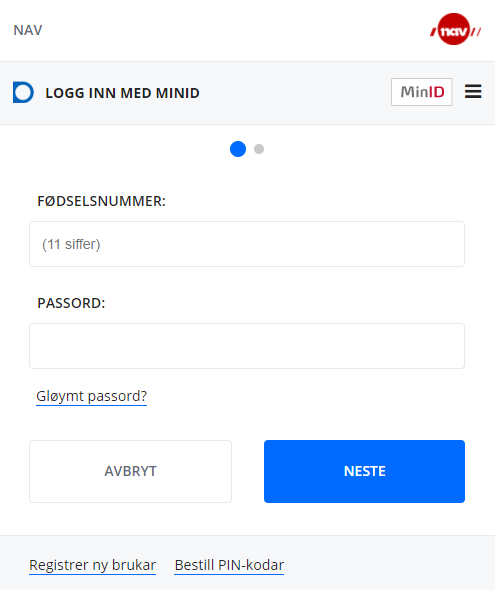 NAV
nav
LOGG INN MED MINID
MinID
FØDSELSNUMMER:
(11 siffer)
PASSORD:
Gløymt passord?
AVBRYT
NESTE
Registrer ny brukar
Bestill PIN-kodar